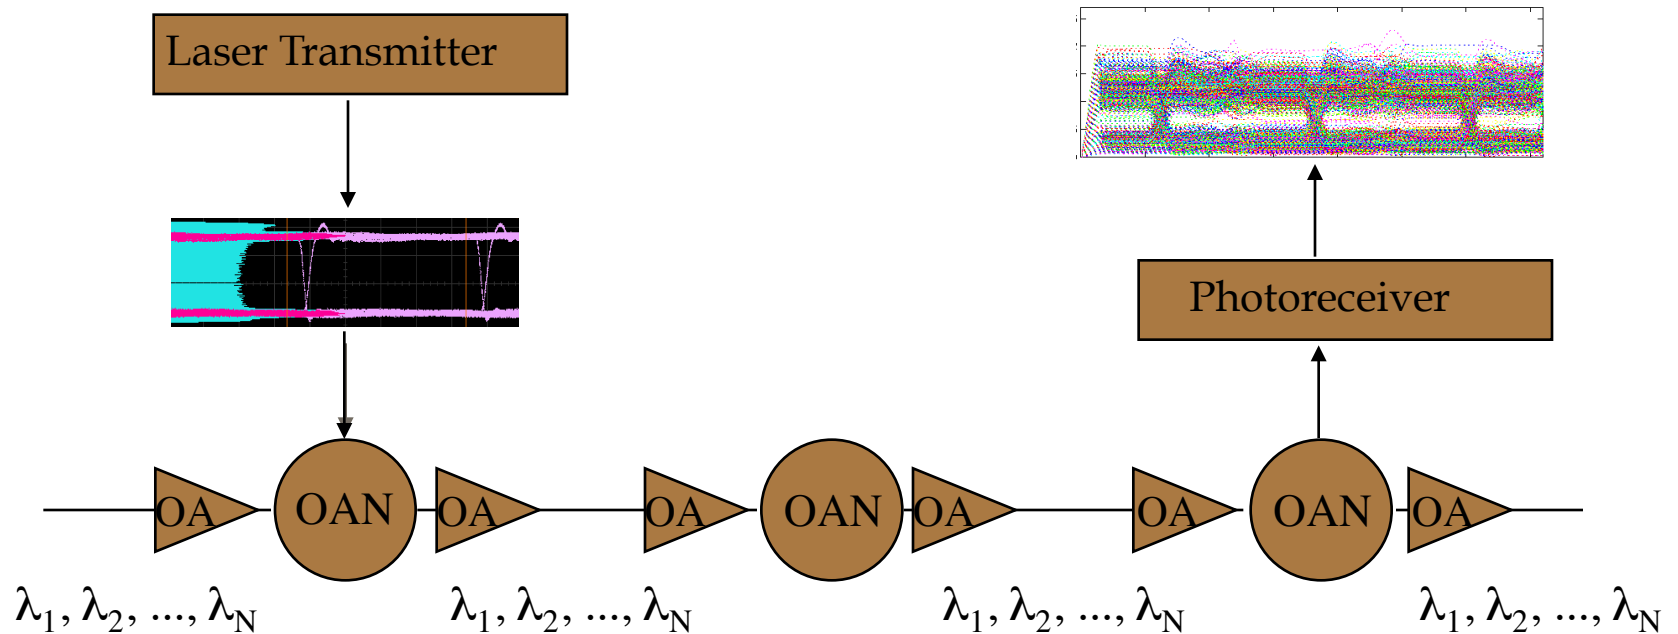 Laser Transmitter
Photoreceiver
OA OAN OA OA OAN OA OA OAN OA
λ1, λ2, ..., λN λ1, λ2, ..., λN λ1, λ2, ..., λN λ1, λ2, ..., λN